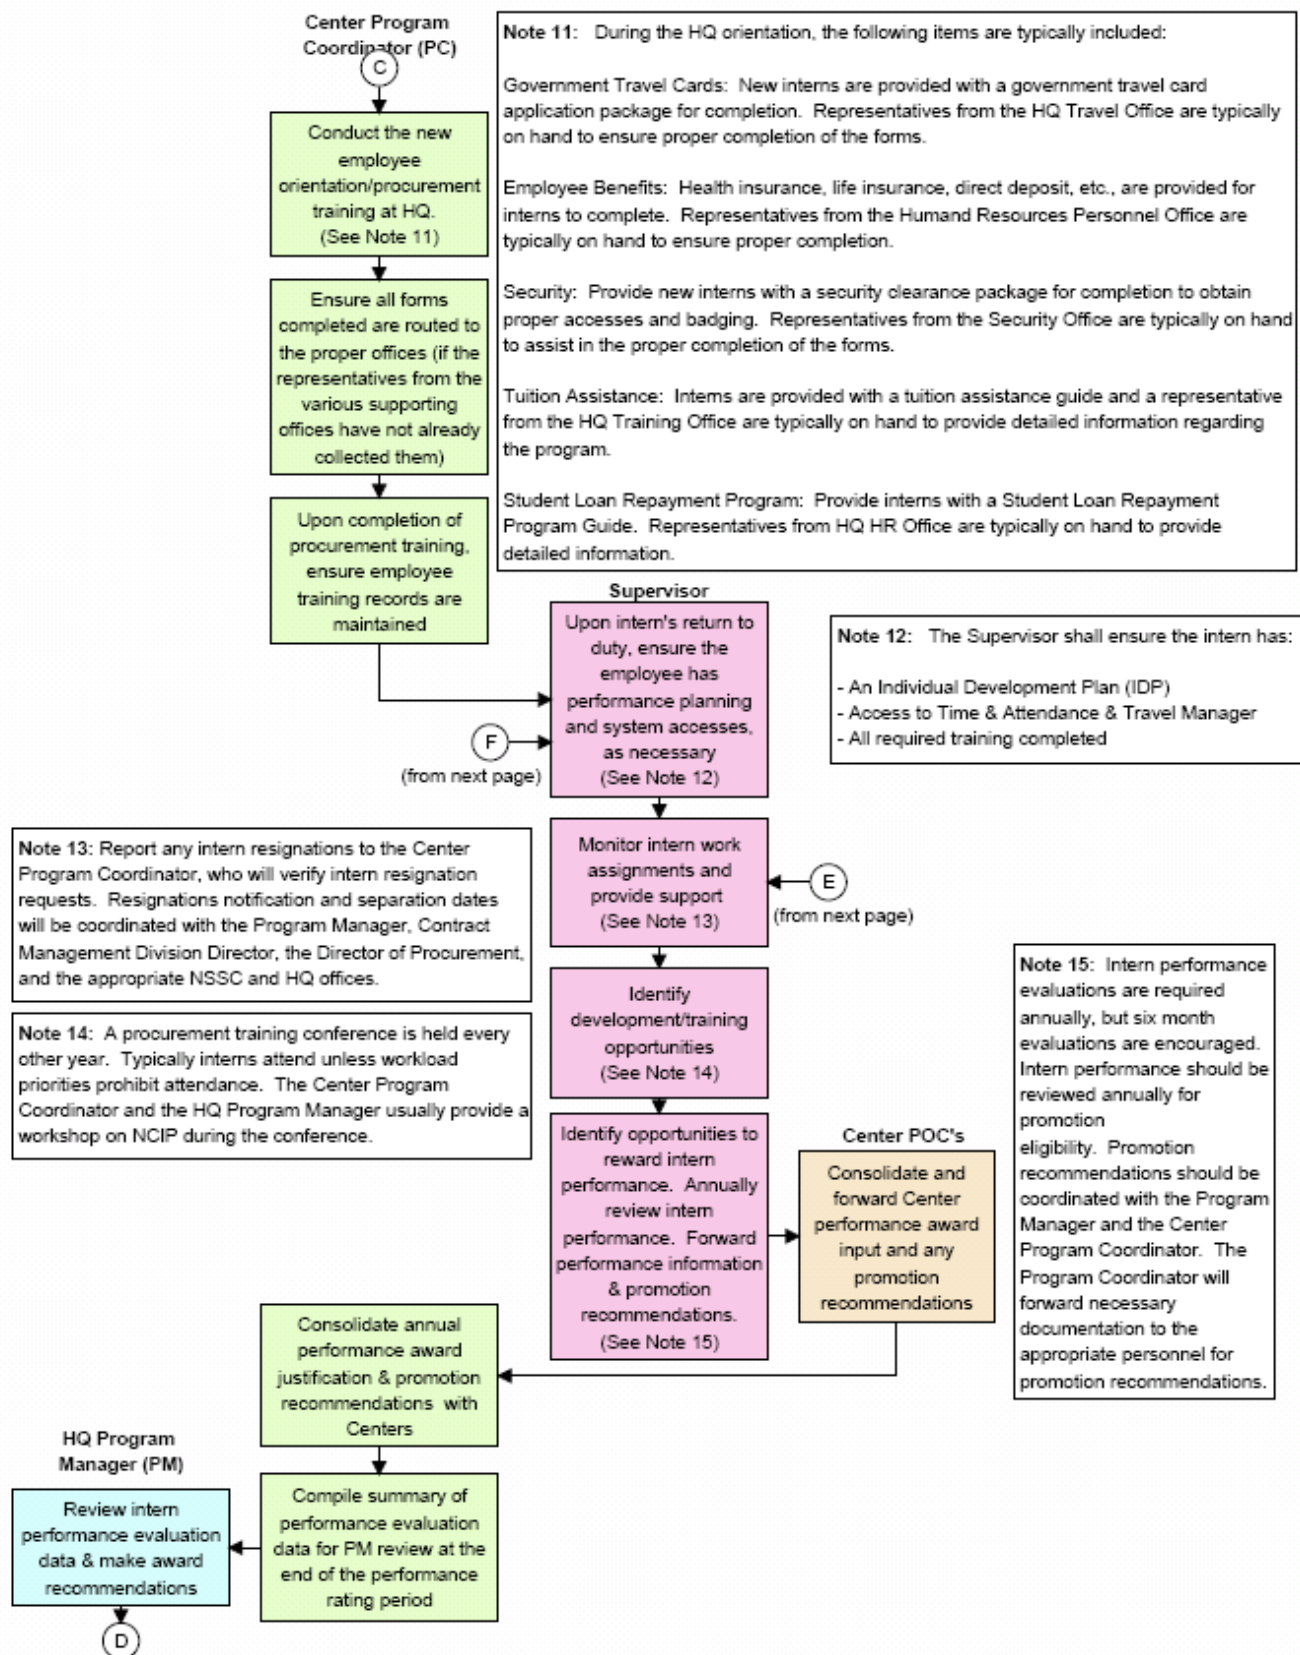 Center Program
Coordinator (PC)
C
Conduct the new
employee
orientation/procurement
training at HQ.
(See Note 11)
Ensure all forms
completed are routed to
the proper offices (if the
representatives from the
various supporting
offices have not already
collected them)
Upon completion of
procurement training,
ensure employee
training records are
maintained
Note 11: During the HQ orientation, the following items are typically included:
Government Travel Cards: New interns are provided with a government travel card
application package for completion. Representatives from the HQ Travel Office are typically
on hand to ensure proper completion of the forms.
Employee Benefits: Health insurance, life insurance, direct deposit, etc., are provided for
interns to complete. Representatives from the Humand Resources Personnel Office are
typically on hand to ensure proper completion.
Security: Provide new interns with a security clearance package for completion to obtain
proper accesses and badging. Representatives from the Security Office are typically on hand
to assist in the proper completion of the forms.
Tuition Assistance: Interns are provided with a tuition assistance guide and a representative
from the HQ Training Office are typically on hand to provide detailed information regarding
the program.
Student Loan Repayment Program: Provide interns with a Student Loan Repayment
Program Guide. Representatives from HQ HR Office are typically on hand to provide
detailed information.
Supervisor
Upon intern's return to
duty, ensure the
employee has
performance planning
and system accesses,
as necessary
(See Note 12)
F
(from next page)
Note 12: The Supervisor shall ensure the intern has:
- An Individual Development Plan (IDP)
- Access to Time & Attendance & Travel Manager
- All required training completed
Monitor intern work
assignments and
provide support
(See Note 13)
E
(from next page)
Note 13: Report any intern resignations to the Center
Program Coordinator, who will verify intern resignation
requests. Resignations notification and separation dates
will be coordinated with the Program Manager, Contract
Management Division Director, the Director of Procurement,
and the appropriate NSSC and HQ offices.
Identify
development/training
opportunities
(See Note 14)
Note 14: A procurement training conference is held every
other year. Typically interns attend unless workload
priorities prohibit attendance. The Center Program
Coordinator and the HQ Program Manager usually provide a
workshop on NCIP during the conference.
Identify opportunities to
reward intern
performance. Annually
review intern
performance. Forward
performance information
& promotion
recommendations.
(See Note 15)
Center POC's
Consolidate and
forward Center
performance award
input and any
promotion
recommendations
Note 15: Intern performance
evaluations are required
annually, but six month
evaluations are encouraged.
Intern performance should be
reviewed annually for
promotion
eligibility. Promotion
recommendations should be
coordinated with the Program
Manager and the Center
Program Coordinator. The
Program Coordinator will
forward necessary
documentation to the
appropriate personnel for
promotion recommendations.
Consolidate annual
performance award
justification & promotion
recommendations with
Centers
Compile summary of
performance evaluation
data for PM review at the
end of the performance
rating period
HQ Program
Manager (PM)
Review intern
performance evaluation
data & make award
recommendations
D